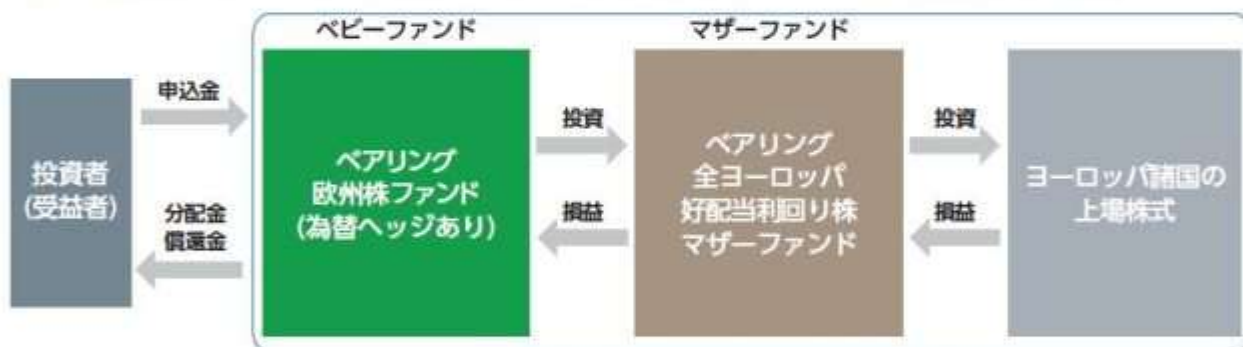 ベビーファンド
マザーファンド
投資者
(受益者)
申込金
分配金
償還金
ベアリング
欧州株ファンド
(為替ヘッジあり)
投資
損益
ベアリング
全ヨーロッパ
好配当利回り株
マザーファンド
投資
損益
ヨーロッパ諸国の
上場株式